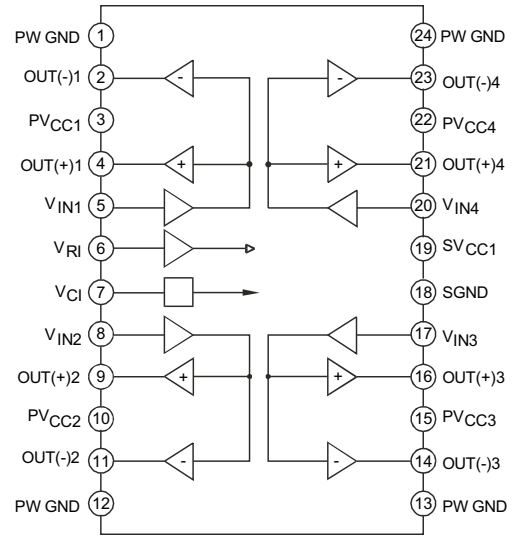 PW GND 1 24 PW GND
OUT(-)1 2 - - 23 OUT(-)4
PVCC1 3 22 PVCC4
OUT(+)1 4 + + 21 OUT(+)4
VIN1 5 20 VIN4
VRI 6 19 SVCC1
VCI 7 18 SGND
VIN2 8 17 VIN3
OUT(+)2 9 + + 16 OUT(+)3
PVCC2 10 15 PVCC3
OUT(-)2 11 - - 14 OUT(-)3
PW GND 12 13 PW GND